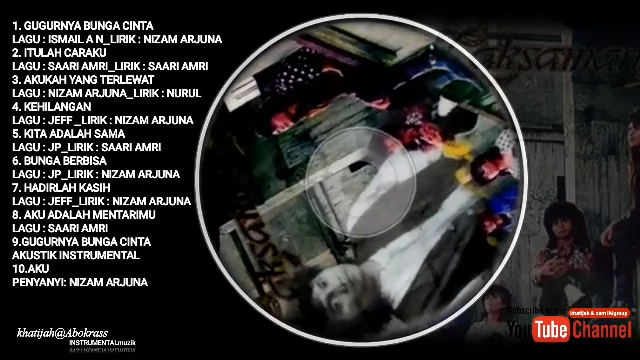 1. GUGURNYA BUNGA CINTA
LAGU : ISMAIL A N_LIRIK : NIZAM ARJUNA
2. ITULAH CARAKU
LAGU : SAARI AMRI_LIRIK : SAARI AMRI
3. AKUKAH YANG TERLEWAT
LAGU : NIZAM ARJUNA_LIRIK : NURUL
4. KEHILANGAN
LAGU : JEFF_LIRIK : NIZAM ARJUNA
5. KITA ADALAH SAMA
LAGU : JP_LIRIK : SAARI AMRI
6. BUNGA BERBISA
LAGU : JP_LIRIK : NIZAM ARJUNA
7. HADIRLAH KASIH
LAGU : JEFF_LIRIK : NIZAM ARJUNA
8. AKU ADALAH MENTARIMU
LAGU : SAARI AMRI
9.GUGURNYA BUNGA CINTA
AKUSTIK INSTRUMENTAL
10.AKU
PENYANYI: NIZAM ARJUNA
khatijah@Abokrass
INSTRUMENTALmuzik
YouTube Channel